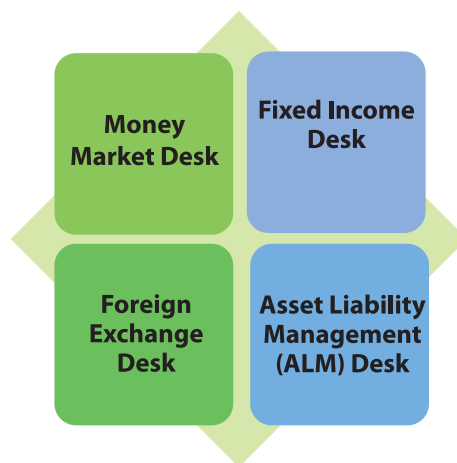 Money
Market Desk
Fixed Income
Desk
Foreign
Exchange
Desk
Asset Liability
Management
(ALM) Desk